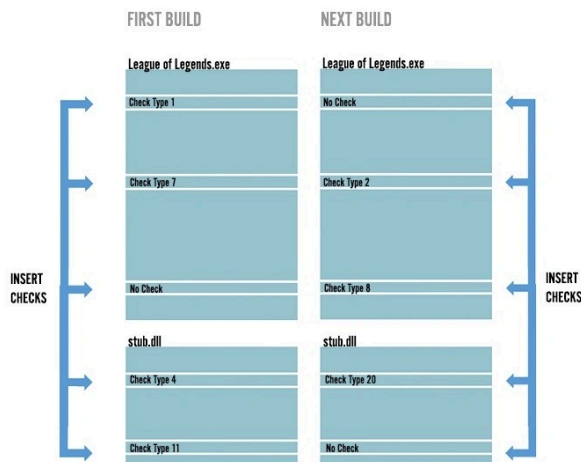 FIRST BUILD
NEXT BUILD
League of Legends.exe
League of Legends.exe
Check Type 1
No Check
Check Type 7
Check Type 2
INSERT
CHECKS
No Check
Check Type 8
INSERT
CHECKS
stub.dll
stub.dll
Check Type 4
Check Type 20
Check Type 11
No Check